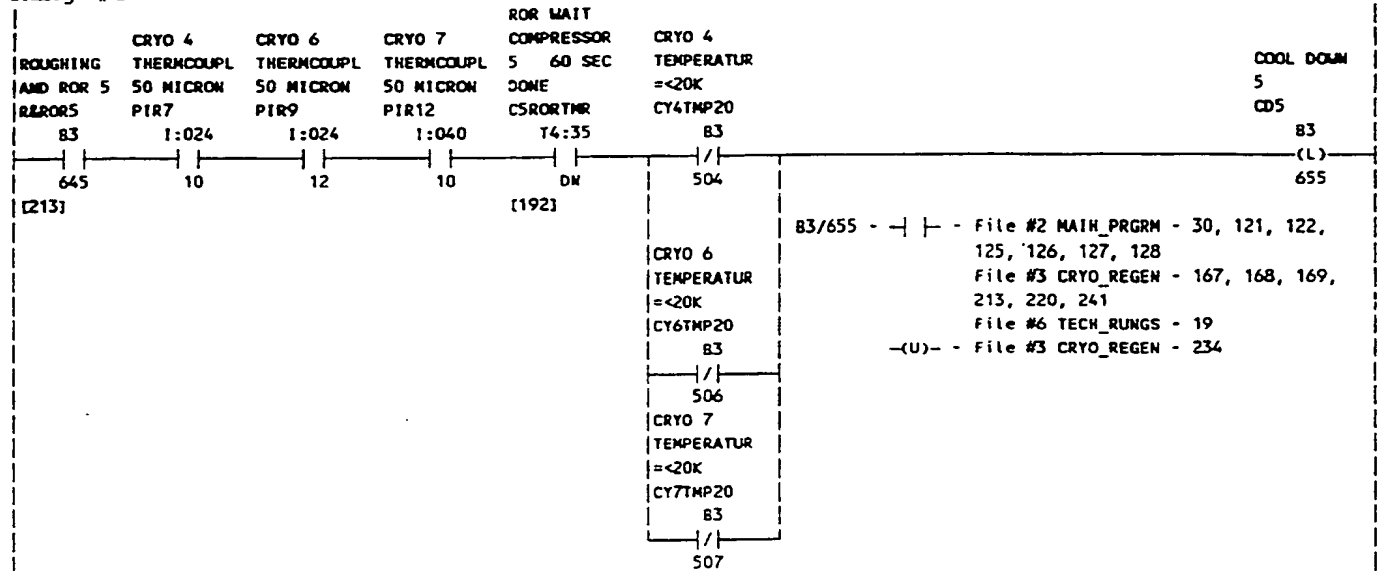 ROR WAIT
CRYO 4 CRYO 6 CRYO 7 COMPRESSOR CRYO 4
ROUGHING THERMCOUPL THERMCOUPL THERMCOUPL 5 60 SEC TEMPERATUR COOL DOWN
AND ROR 5 50 MICRON 50 MICRON 50 MICRON DONE =<20K 5
R&ROR5 PIR7 PIR9 PIR12 C5RORTMR CY4TMP20 CD5
B3 I:024 I:024 I:040 T4:35 B3 B3
(L)
645 10 12 10 DN 504 655
[213] [192]
B3/655 - ] [ - File #2 MAIN_PRGRM - 30, 121, 122,
CRYO 6 125, 126, 127, 128
TEMPERATUR File #3 CRYO_REGEN - 167, 168, 169,
=<20K 213, 220, 241
CY6TMP20 File #6 TECH_RUNGS - 19
B3 -(U)- - File #3 CRYO_REGEN - 234
506
CRYO 7
TEMPERATUR
=<20K
CY7TMP20
B3
507